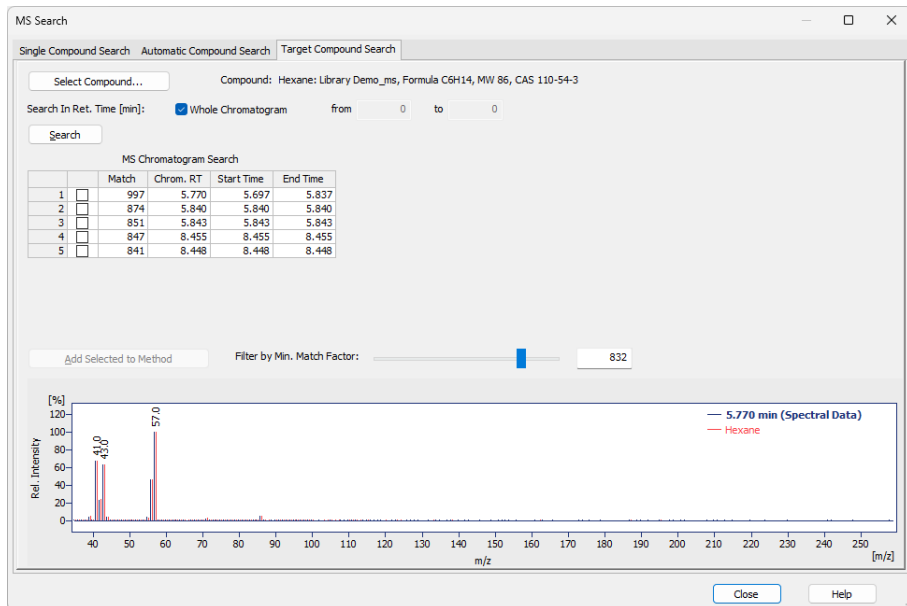 MS Search
Single Compound Search Automatic Compound Search Target Compound Search
Select Compound... Compound: Hexane: Library Demo_ms, Formula C6H14, MW 86, CAS 110-54-3
Search In Ret. Time [min]: Whole Chromatogram from 0 to 0
Search
MS Chromatogram Search
Match Chrom. RT Start Time End Time
1 997 5.770 5.697 5.837
2 874 5.840 5.840 5.840
3 851 5.843 5.843 5.843
4 847 8.455 8.455 8.455
5 841 8.448 8.448 8.448
Add Selected to Method Filter by Min. Match Factor: 832
[%]
120
100
80
60
40
20
0
Rel. Intensity
41.0
43.0
57.0
5.770 min (Spectral Data)
Hexane
40 50 60 70 80 90 100 110 120 130 140 150 160 170 180 190 200 210 220 230 240 250
m/z
[m/z]
Close Help